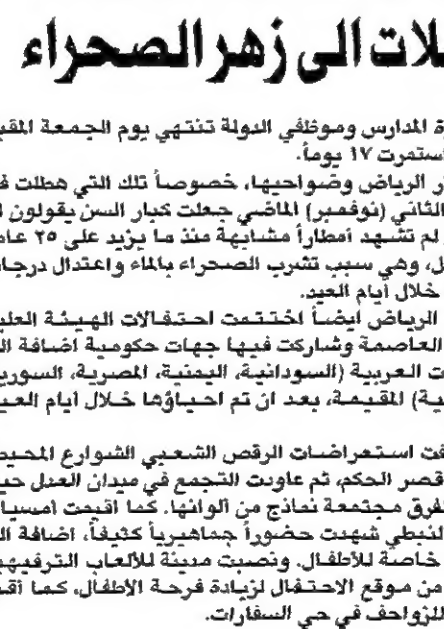 لات الى زهر الصحراء
ة المدارس وموظفي الدولة تنتهي يوم الجمعة المقب
استمرت ١٧ يوماً.
ر الرياض وضواحيها، خصوصاً تلك التي هطلت
الثاني (نوفمبر) الماضي جعلت كبار السن يقولون
لم تشهد أمطاراً مشابهة منذ ما يزيد على ٢٥ عام
ل، وهي سبب تشرب الصحراء بالماء واعتدال درجا
خلال أيام العيد.
الرياض ايضاً اختتمت احتفالات الهيئة العلي
العاصمة وشاركت فيها جهات حكومية اضافة ال
ت العربية (السودانية، اليمنية، المصرية، السوري
ية) المقيمة، بعد ان تم احياؤها خلال ايام العي
فت استعراضات الرقص الشعبي الشوارع المحيط
قصر الحكم، ثم عاودت التجمع في ميدان العدل حي
لفرق مجتمعة نماذج من ألوانها. كما اقيمت امسيا
لنبطي شهدت حضوراً جماهيرياً كثيفاً، اضافة ال
خاصة للأطفال. ونصبت مدينة للألعاب الترفيهي
من موقع الاحتفال لزيادة فرحة الأطفال، كما أق
للزواحف في حي السفارات.